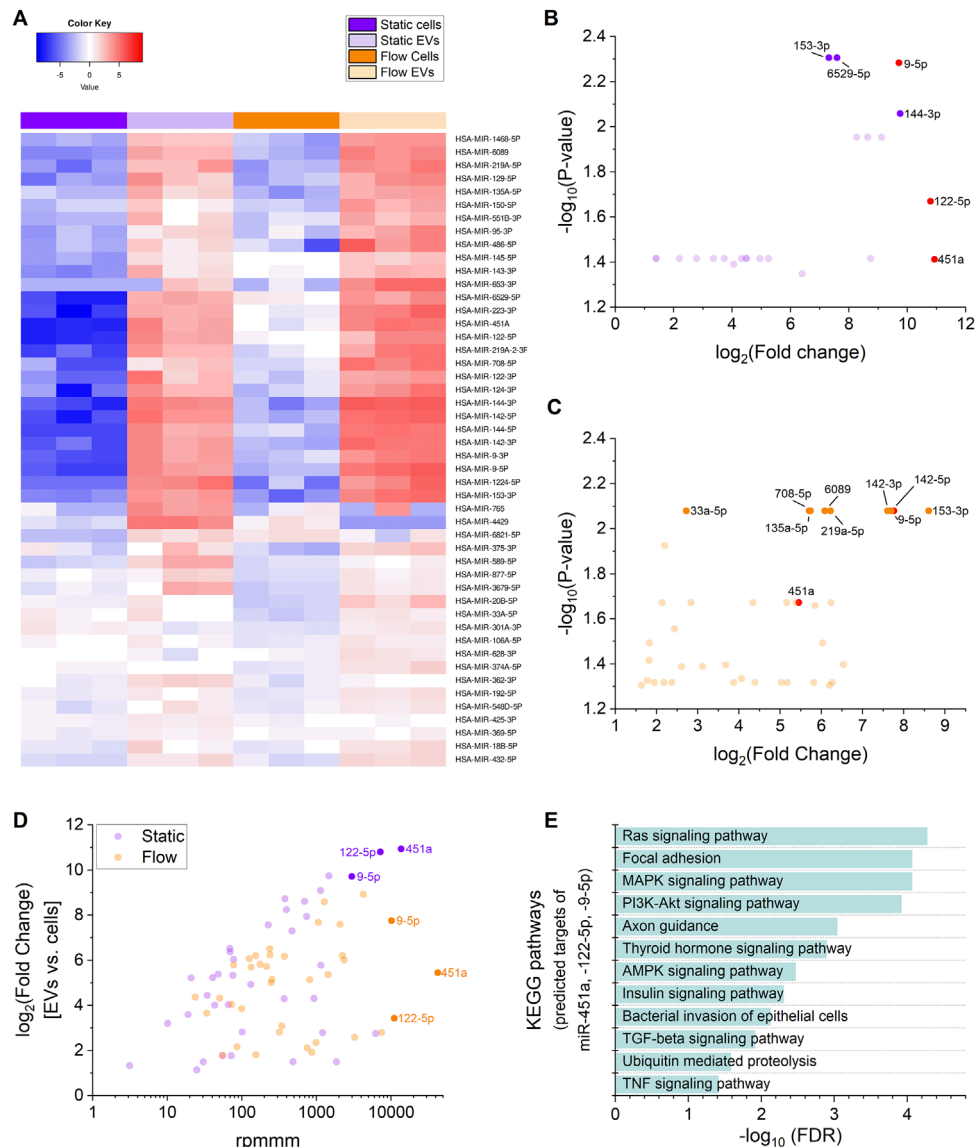 A
Color Key
-5
0
5
Value
Static cells
Static EVs
Flow Cells
Flow EVs
HSA-MIR-1468-5P
HSA-MIR-6089
HSA-MIR-219A-5P
HSA-MIR-129-5P
HSA-MIR-135A-5P
HSA-MIR-150-5P
HSA-MIR-551B-3P
HSA-MIR-95-3P
HSA-MIR-486-5P
HSA-MIR-145-5P
HSA-MIR-143-3P
HSA-MIR-653-3P
HSA-MIR-6529-5P
HSA-MIR-223-3P
HSA-MIR-451A
HSA-MIR-122-5P
HSA-MIR-219A-2-3P
HSA-MIR-708-5P
HSA-MIR-122-3P
HSA-MIR-124-3P
HSA-MIR-144-3P
HSA-MIR-142-5P
HSA-MIR-144-5P
HSA-MIR-142-3P
HSA-MIR-9-3P
HSA-MIR-9-5P
HSA-MIR-1224-5P
HSA-MIR-153-3P
HSA-MIR-765
HSA-MIR-4429
HSA-MIR-6821-5P
HSA-MIR-375-3P
HSA-MIR-589-5P
HSA-MIR-877-5P
HSA-MIR-3679-5P
HSA-MIR-20B-5P
HSA-MIR-33A-5P
HSA-MIR-301A-3P
HSA-MIR-106A-5P
HSA-MIR-628-3P
HSA-MIR-374A-5P
HSA-MIR-362-3P
HSA-MIR-192-5P
HSA-MIR-548D-5P
HSA-MIR-425-3P
HSA-MIR-369-5P
HSA-MIR-18B-5P
HSA-MIR-432-5P
B
-log10(P-value)
2.4
2.2
2
1.8
1.6
1.4
1.2
153-3p
6529-5p
9-5p
144-3p
122-5p
451a
0 2 4 6 8 10 12
log2(Fold change)
C
-log10(P-value)
2.4
2.2
2.0
1.8
1.6
1.4
1.2
33a-5p
708-5p
135a-5p
6089
219a-5p
142-3p
142-5p
9-5p
153-3p
451a
1 2 3 4 5 6 7 8 9
log2(Fold Change)
D
log2(Fold Change)
[EVs vs. cells]
12
10
8
6
4
2
0
Static
Flow
122-5p
451a
9-5p
9-5p
451a
122-5p
1 10 100 1000 10000
rpmmm
E
KEGG pathways
(predicted targets of
miR-451a, -122-5p, -9-5p)
Ras signaling pathway
Focal adhesion
MAPK signaling pathway
PI3K-Akt signaling pathway
Axon guidance
Thyroid hormone signaling pathway
AMPK signaling pathway
Insulin signaling pathway
Bacterial invasion of epithelial cells
TGF-beta signaling pathway
Ubiquitin mediated proteolysis
TNF signaling pathway
0 1 2 3 4
-log10 (FDR)